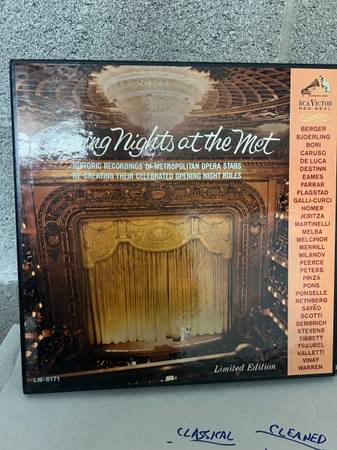 RCA VICTOR
RED SEAL
Nights at the Met
HISTORIC RECORDINGS OF METROPOLITAN OPERA STARS
RE-CREATING THEIR CELEBRATED OPENING NIGHT ROLES
BERGER
BJOERLING
BORI
CARUSO
DE LUCA
DESTINN
EAMES
FARRAR
FLAGSTAD
GALLI-CURCI
HOMER
JERITZA
MARTINELLI
MELBA
MELCHIOR
MERRILL
MILANOV
PEERCE
PETERS
PINZA
PONS
PONSELLE
RETHBERG
SAYÃO
SCOTTI
SEMBRICH
STEVENS
TIBBETT
TRAUBEL
VALLETTI
VINAY
WARREN
Limited Edition
LM-6171
CLASSICAL CLEANED